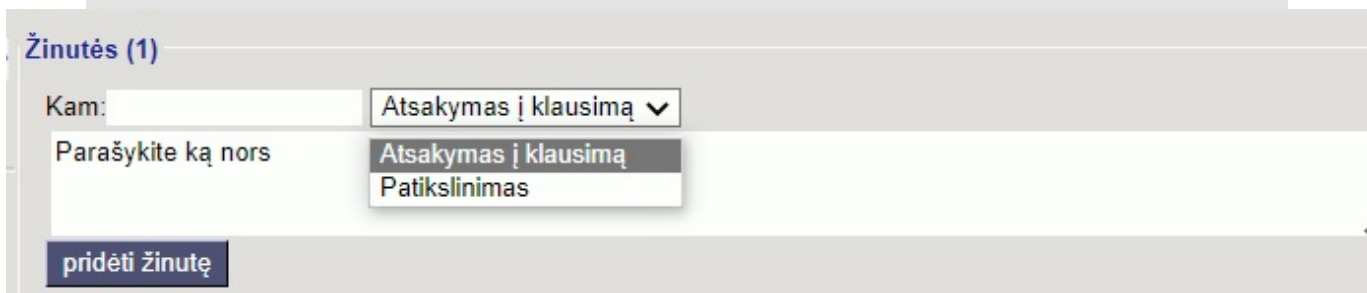 Žinutės (1)
Kam: Atsakymas į klausimą
Parašykite ką nors
Atsakymas į klausimą
Patikslinimas
pridėti žinutę